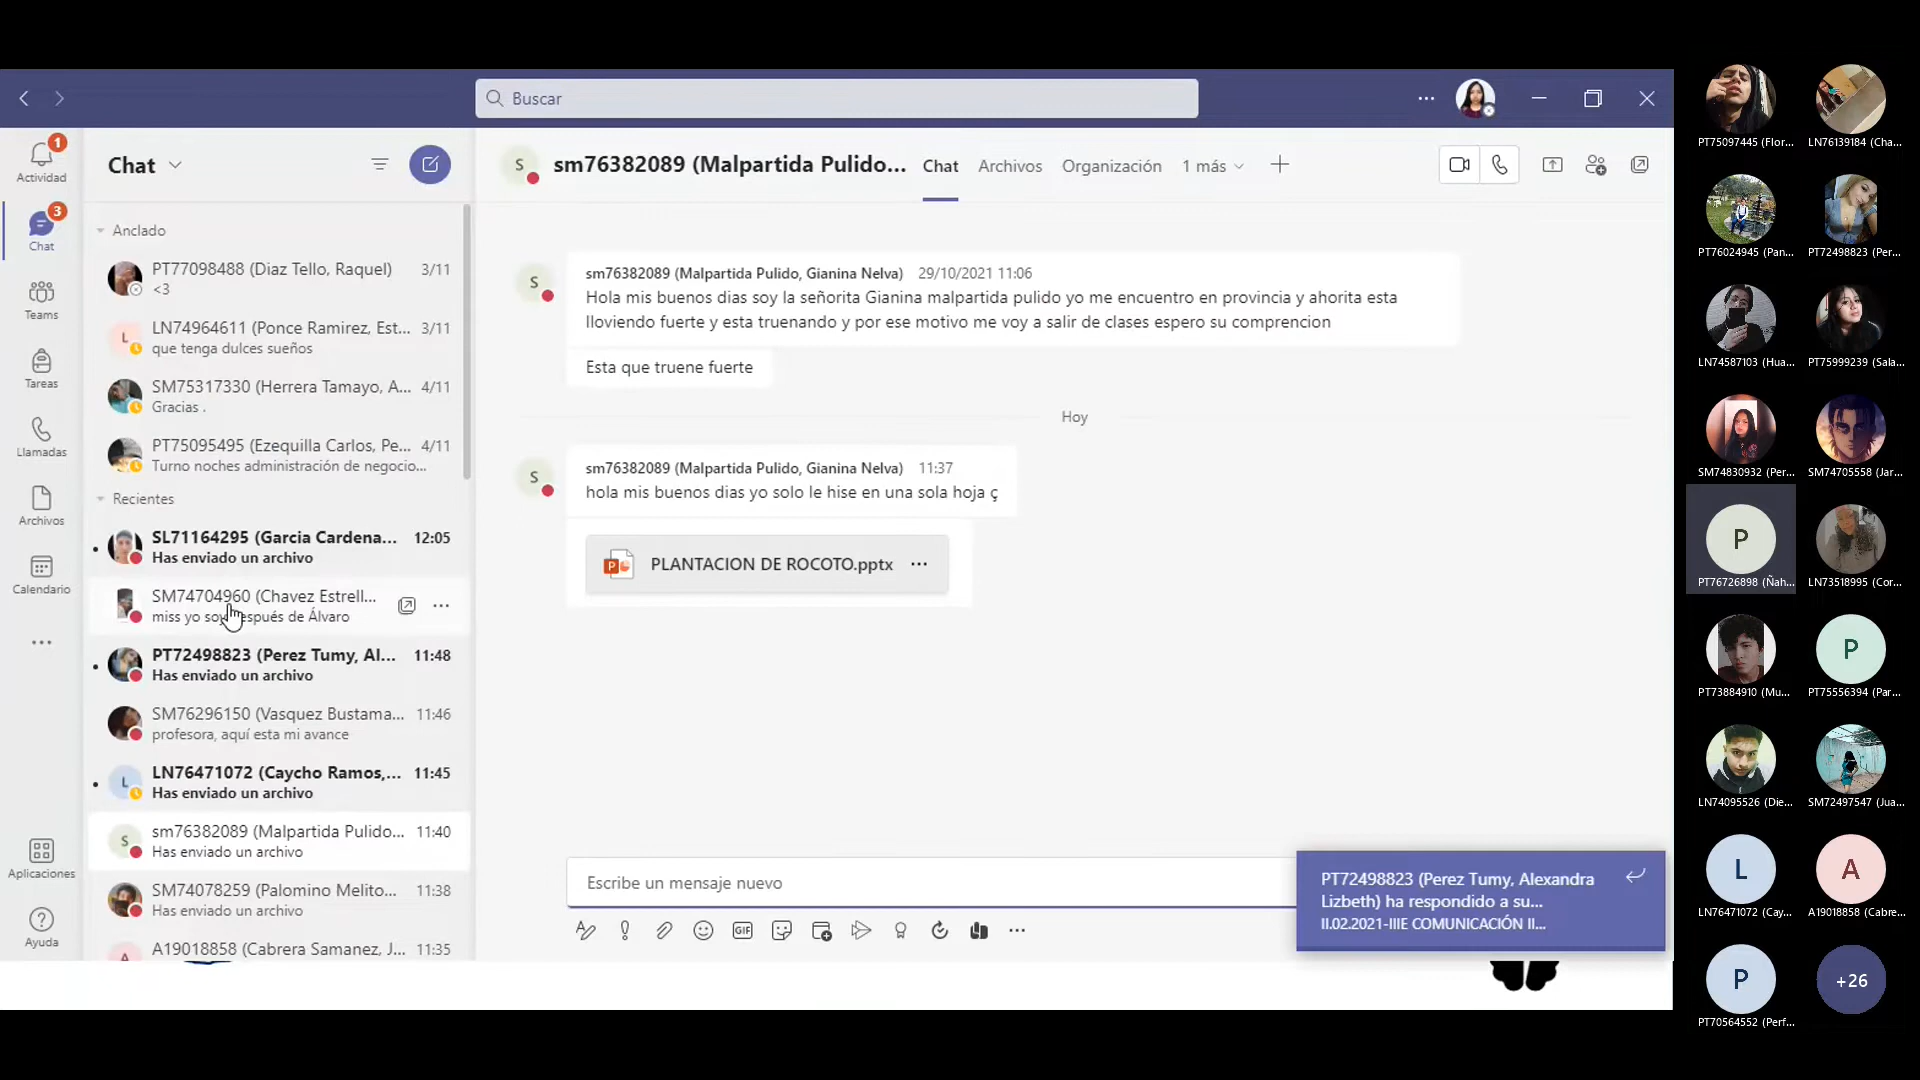 Buscar
1
Actividad
3
Chat
Teams
Tareas
Llamadas
Archivos
Calendario
Aplicaciones
Ayuda
Chat
Anclado
PT77098488 (Diaz Tello, Raquel) 3/11
<3
LN74964611 (Ponce Ramirez, Est... 3/11
que tenga dulces sueños
SM75317330 (Herrera Tamayo, A... 4/11
Gracias .
PT75095495 (Ezequilla Carlos, Pe... 4/11
Turno noches administración de negocio...
Recientes
SL71164295 (Garcia Cardena... 12:05
Has enviado un archivo
SM74704960 (Chavez Estrell...
miss yo soy después de Álvaro
PT72498823 (Perez Tumy, Al... 11:48
Has enviado un archivo
SM76296150 (Vasquez Bustama... 11:46
profesora, aquí esta mi avance
L
LN76471072 (Caycho Ramos,... 11:45
Has enviado un archivo
S
sm76382089 (Malpartida Pulido... 11:40
Has enviado un archivo
SM74078259 (Palomino Melito... 11:38
Has enviado un archivo
A
A19018858 (Cabrera Samanez, J... 11:35
S
sm76382089 (Malpartida Pulido...
Chat Archivos Organización 1 más
S
sm76382089 (Malpartida Pulido, Gianina Nelva) 29/10/2021 11:06
Hola mis buenos dias soy la señorita Gianina malpartida pulido yo me encuentro en provincia y ahorita esta
lloviendo fuerte y esta truenando y por ese motivo me voy a salir de clases espero su comprencion
Esta que truene fuerte
Hoy
S
sm76382089 (Malpartida Pulido, Gianina Nelva) 11:37
hola mis buenos dias yo solo le hise en una sola hoja ç
PLANTACION DE ROCOTO.pptx
Escribe un mensaje nuevo
GIF
PT72498823 (Perez Tumy, Alexandra
Lizbeth) ha respondido a su...
II.02.2021-IIIE COMUNICACIÓN II...
PT75097445 (Flor... LN76139184 (Cha...
PT76024945 (Pan... PT72498823 (Per...
LN74587103 (Hua... PT75999239 (Sala...
SM74830932 (Per... SM74705558 (Jar...
P
PT76726898 (Ñah... LN73518995 (Cor...
P
PT73884910 (Mu... PT75556394 (Par...
LN74095526 (Die... SM72497547 (Jua...
L A
LN76471072 (Cay... A19018858 (Cabre...
P +26
PT70564552 (Perf...